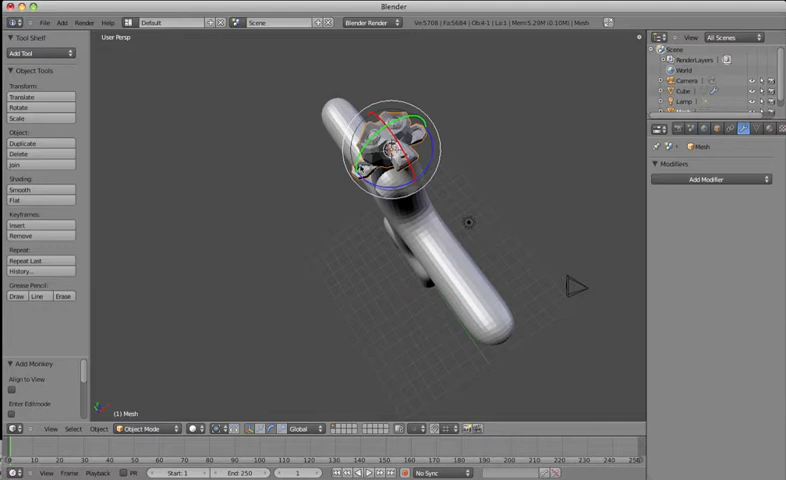 Blender
File Add Render Help
Default
Scene
Blender Render
Ve:5708 | Fa:5684 | Ob:4-1 | La:1 | Mem:5.29M (0.10M) | Mesh
Tool Shelf
Add Tool
Object Tools
Transform:
Translate
Rotate
Scale
Object:
Duplicate
Delete
Join
Shading:
Smooth
Flat
Keyframes:
Insert
Remove
Repeat:
Repeat Last
History...
Grease Pencil:
Draw Line Erase
Add Monkey
Align to View
Enter Editmode
User Persp
(1) Mesh
View All Scenes
Scene
RenderLayers
World
Camera
Cube
Lamp
Mesh
Modifiers
Add Modifier
View Select Object Object Mode Global
0 10 20 30 40 50 60 70 80 90 100 110 120 130 140 150 160 170 180 190 200 210 220 230 240 250
View Frame Playback PR Start: 1 End: 250 1 No Sync